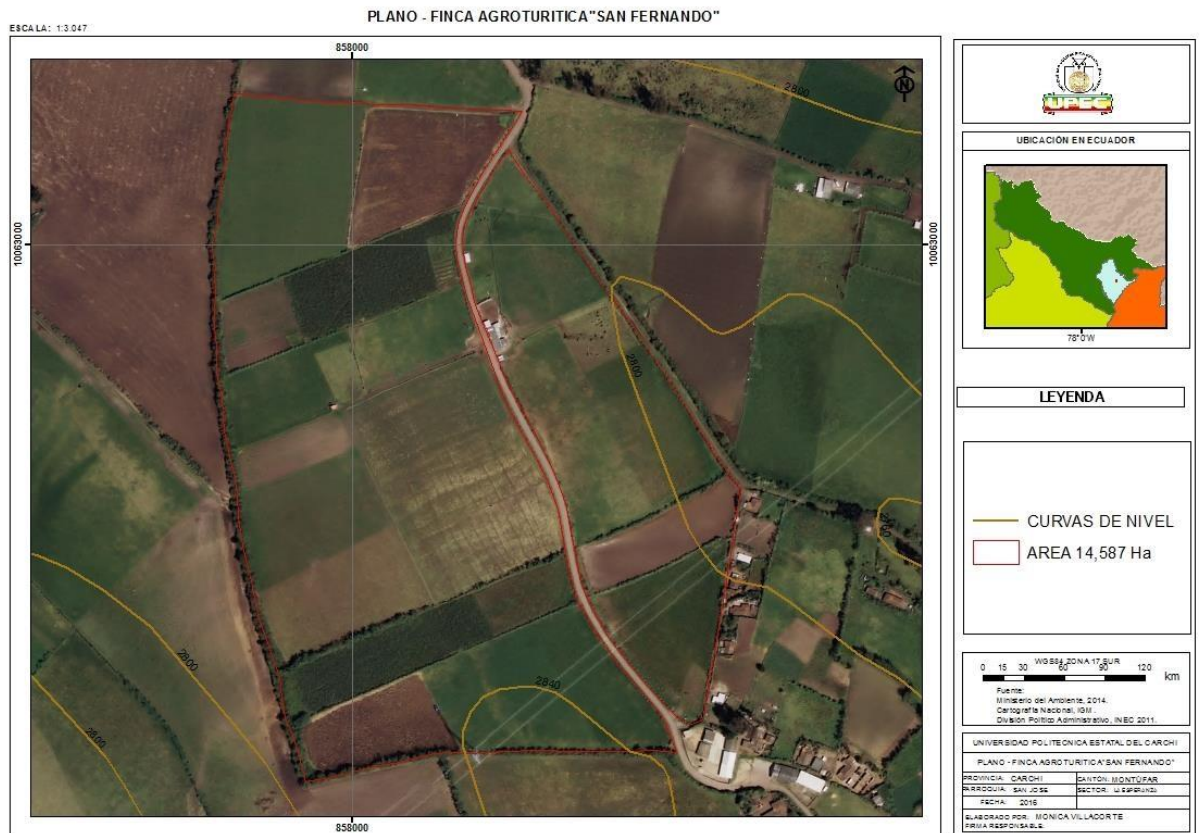 PLANO - FINCA AGROTURITICA"SAN FERNANDO"
ESCALA: 1:3.047
858000
10063000
10063000
858000
2800
2800
2800
2800
2840
UPEC
UBICACIÓN EN ECUADOR
78°0'W
LEYENDA
CURVAS DE NIVEL
AREA 14,587 Ha
WGS84 ZONA 17 SUR
0 15 30 60 90 120
km
Fuente:
Ministerio del Ambiente, 2014.
Cartografía Nacional, IGM.
División Político Administrativo, INEC 2011.
UNIVERSIDAD POLITECNICA ESTATAL DEL CARCHI
PLANO - FINCA AGROTURITICA"SAN FERNANDO"
PROVINCIA: CARCHI CANTÓN: MONTÚFAR
PARROQUIA: SAN JOSE SECTOR: LA ESPERANZA
FECHA: 2016
ELABORADO POR: MONICA VILLACORTE
FIRMA RESPONSABLE:
N